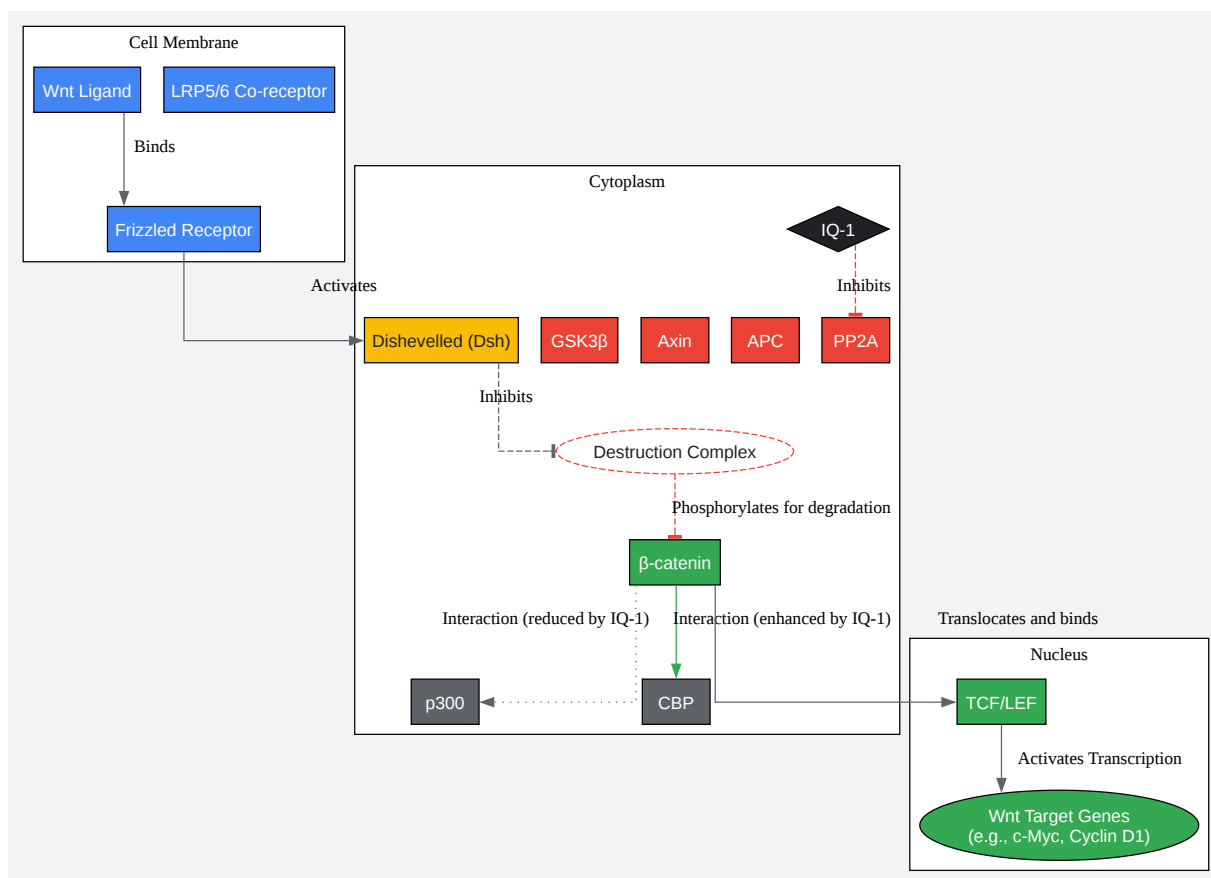 Cell Membrane
Wnt Ligand
LRP5/6 Co-receptor
Binds
Frizzled Receptor
Activates
Cytoplasm
IQ-1
Inhibits
Dishevelled (Dsh)
GSK3β
Axin
APC
PP2A
Inhibits
Destruction Complex
Phosphorylates for degradation
β-catenin
Interaction (reduced by IQ-1)
Interaction (enhanced by IQ-1)
Translocates and binds
p300
CBP
Nucleus
TCF/LEF
Activates Transcription
Wnt Target Genes
(e.g., c-Myc, Cyclin D1)